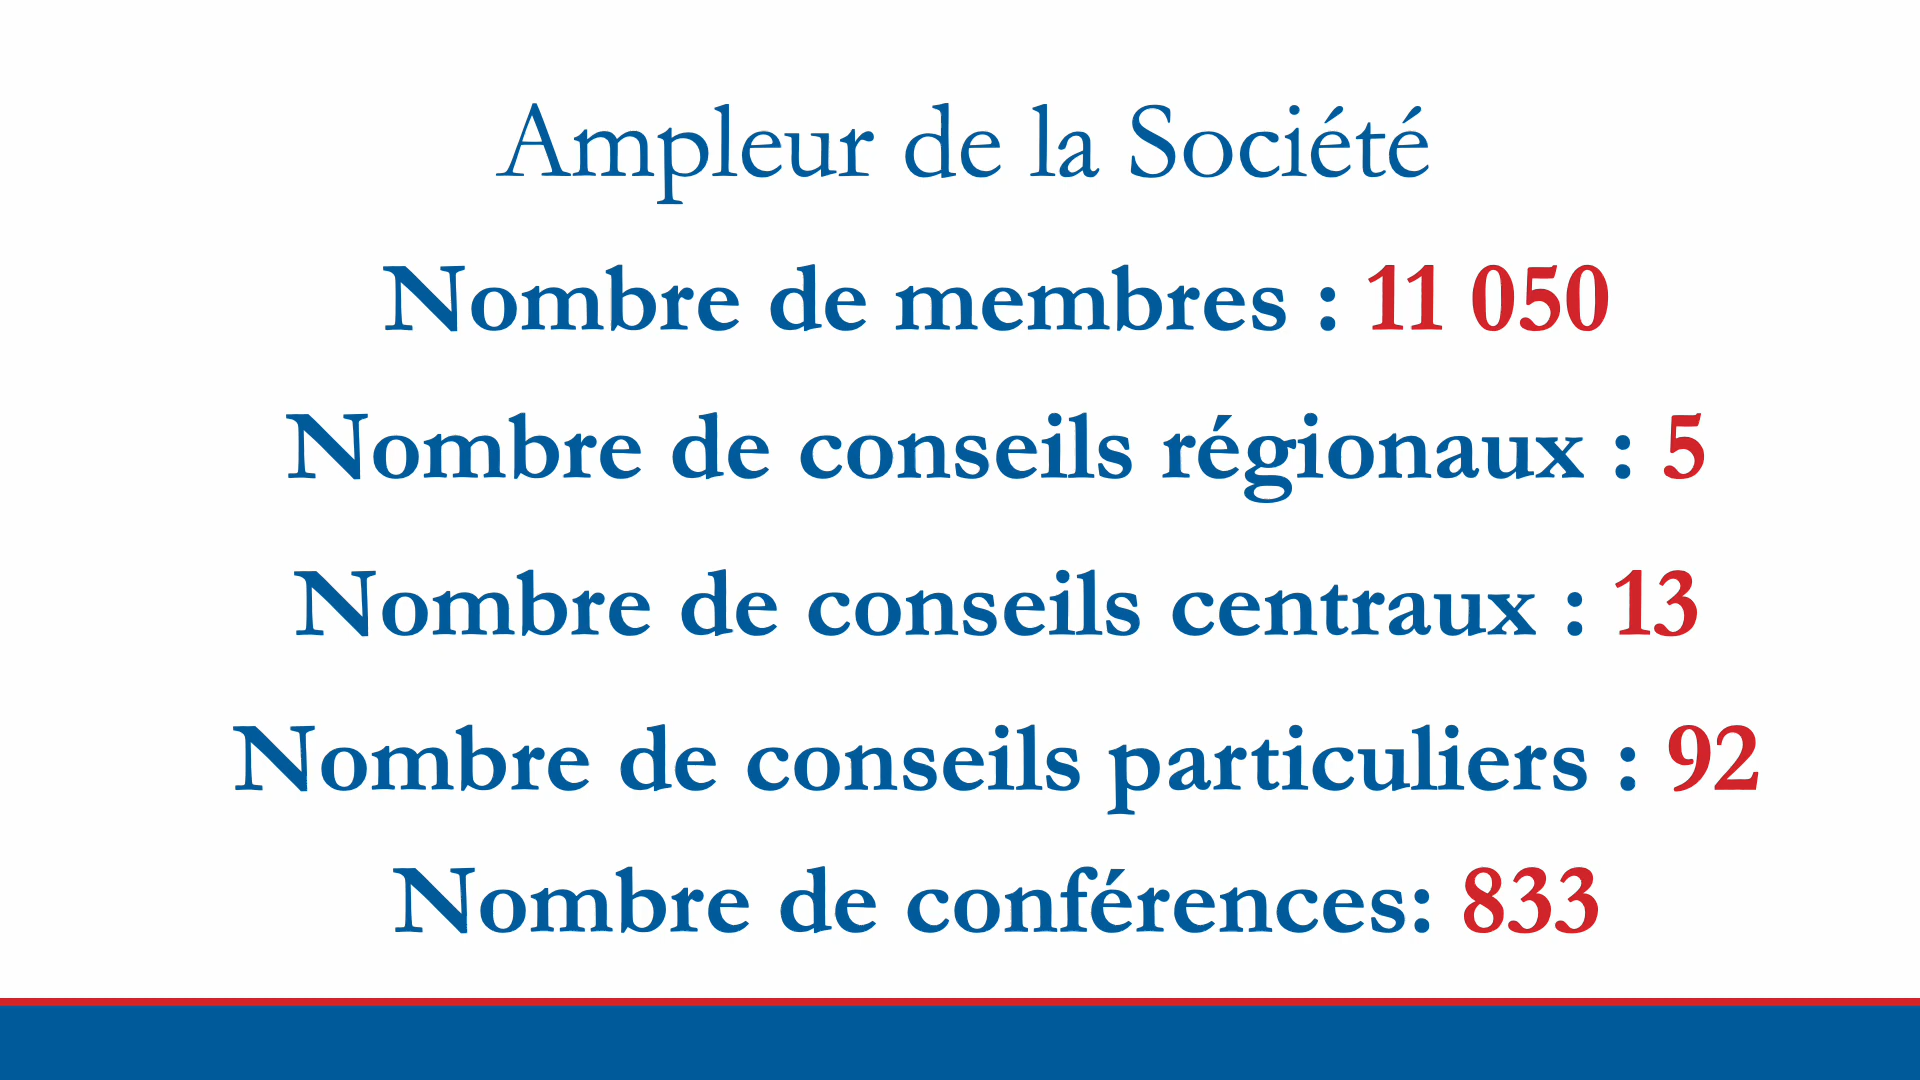 Ampleur de la Société
Nombre de membres : 11 050
Nombre de conseils régionaux : 5
Nombre de conseils centraux : 13
Nombre de conseils particuliers : 92
Nombre de conférences: 833